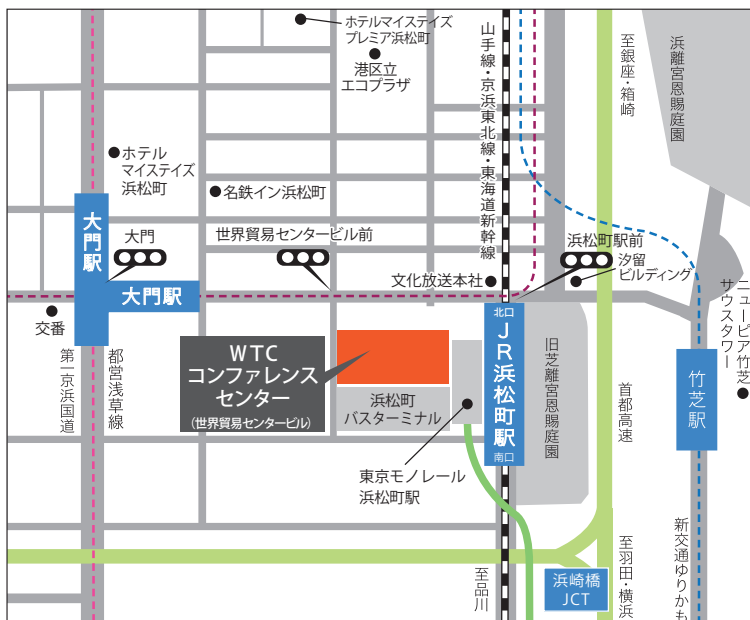 ホテルマイステイズ
プレミア浜松町
港区立
エコプラザ
山手線・京浜東北線・東海道新幹線
至銀座・箱崎
浜離宮恩賜庭園
ホテル
マイステイズ
浜松町
名鉄イン浜松町
大門駅
大門
世界貿易センタービル前
浜松町駅前
汐留
ビルディング
文化放送本社
大門駅
交番
ニューピア竹芝
サウスタワー
北口
JR浜松町駅
南口
WTC
コンファレンス
センター
(世界貿易センタービル)
浜松町
バスターミナル
旧芝離宮恩賜庭園
竹芝駅
第一京浜国道
都営浅草線
首都高速
東京モノレール
浜松町駅
至品川
浜崎橋
JCT
至羽田・横浜
新交通ゆりかも